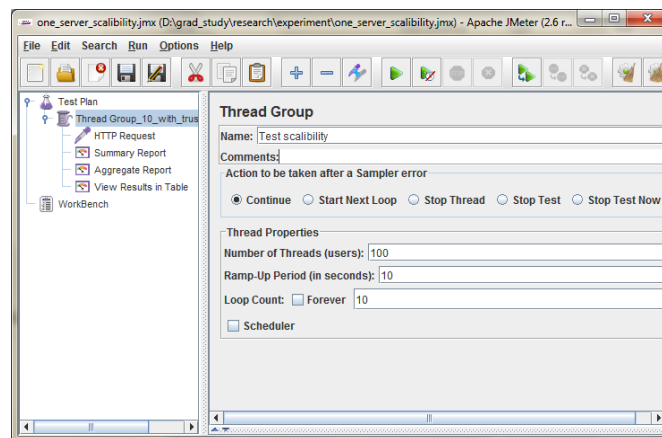 one_server_scalibility.jmx (D:\grad_study\research\experiment\one_server_scalibility.jmx) - Apache JMeter (2.6 r...
File Edit Search Run Options Help
Test Plan
Thread Group_10_with_trus
HTTP Request
Summary Report
Aggregate Report
View Results in Table
WorkBench
Thread Group
Name: Test scalibility
Comments:
Action to be taken after a Sampler error
Continue Start Next Loop Stop Thread Stop Test Stop Test Now
Thread Properties
Number of Threads (users): 100
Ramp-Up Period (in seconds): 10
Loop Count: Forever 10
Scheduler